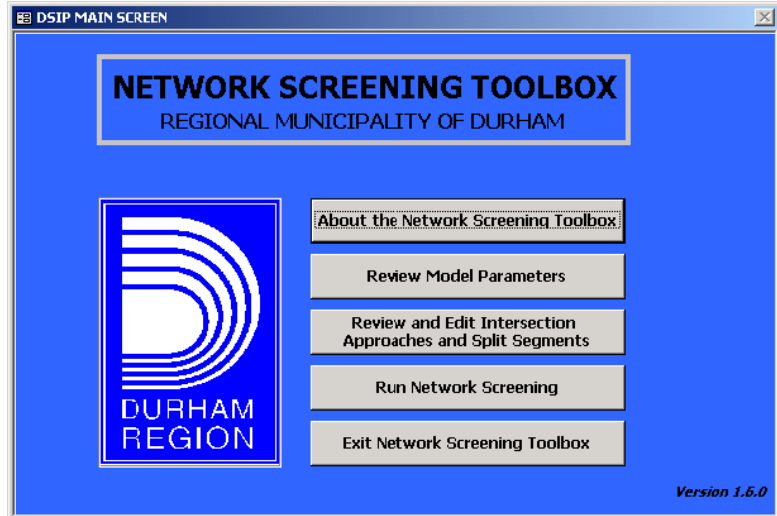 DSIP MAIN SCREEN
NETWORK SCREENING TOOLBOX
REGIONAL MUNICIPALITY OF DURHAM
About the Network Screening Toolbox
Review Model Parameters
Review and Edit Intersection
Approaches and Split Segments
Run Network Screening
Exit Network Screening Toolbox
DURHAM
REGION
Version 1.6.0